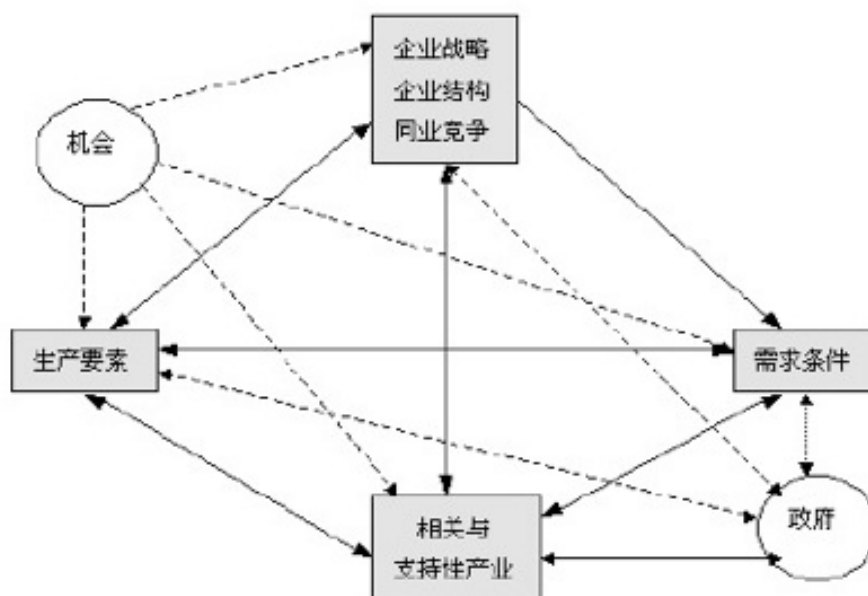 企业战略
企业结构
同业竞争
机会
生产要素
需求条件
相关与
支持性产业
政府